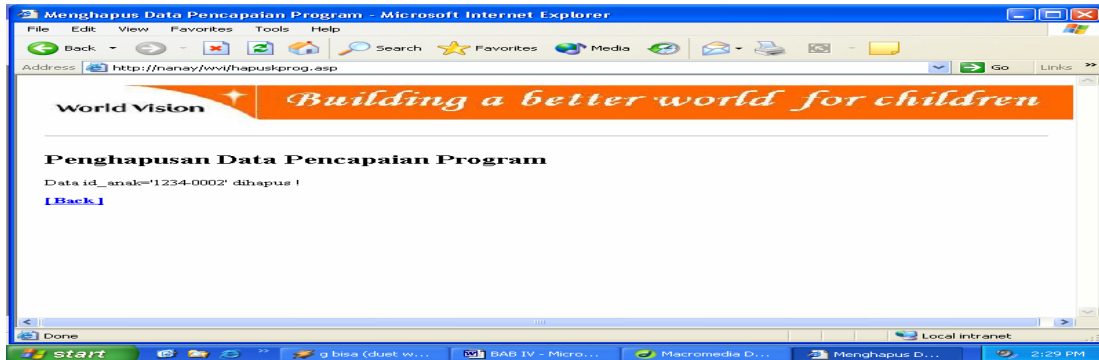 Menghapus Data Pencapaian Program - Microsoft Internet Explorer
File Edit View Favorites Tools Help
Back Search Favorites Media
Address http://nanay/wvi/hapuskprog.asp Go Links »
World Vision Building a better world for children
Penghapusan Data Pencapaian Program
Data id_anak='1234-0002' dihapus !
[Back]
Done Local intranet
start » g bisa (duet w... BAB IV - Micro... Macromedia D... Menghapus D... 2:29 PM